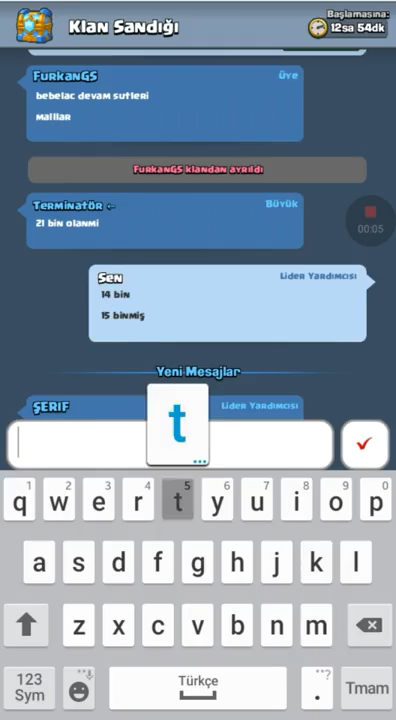 Klan Sandığı
Başlamasına:
12sa 54dk
FurkanGS
üye
bebelac devam sutleri
malllar
FurkanGS klandan ayrıldı
Terminatör ←
Büyük
21 bin olanmi
Sen
Lider Yardımcısı
14 bin
15 binmiş
00:05
Yeni Mesajlar
ŞERIF
Lider Yardımcısı
t
...
1 2 3 4 5 6 7 8 9 0
q w e r t y u i o p
a s d f g h j k l
z x c v b n m
123
Sym
Türkçe
,,?
.
Tmam